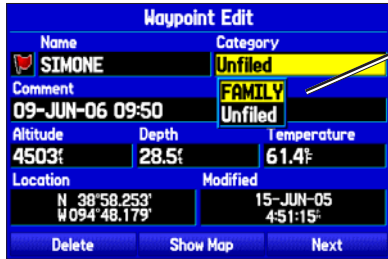 Waypoint Edit
Name Category
SIMONE Unfiled
Comment FAMILY
09-JUN-06 09:50 Unfiled
Altitude Depth Temperature
4503ft 28.5ft 61.4°F
Location Modified
N 38°58.253' 15-JUN-05
W094°48.179' 4:51:15
Delete Show Map Next